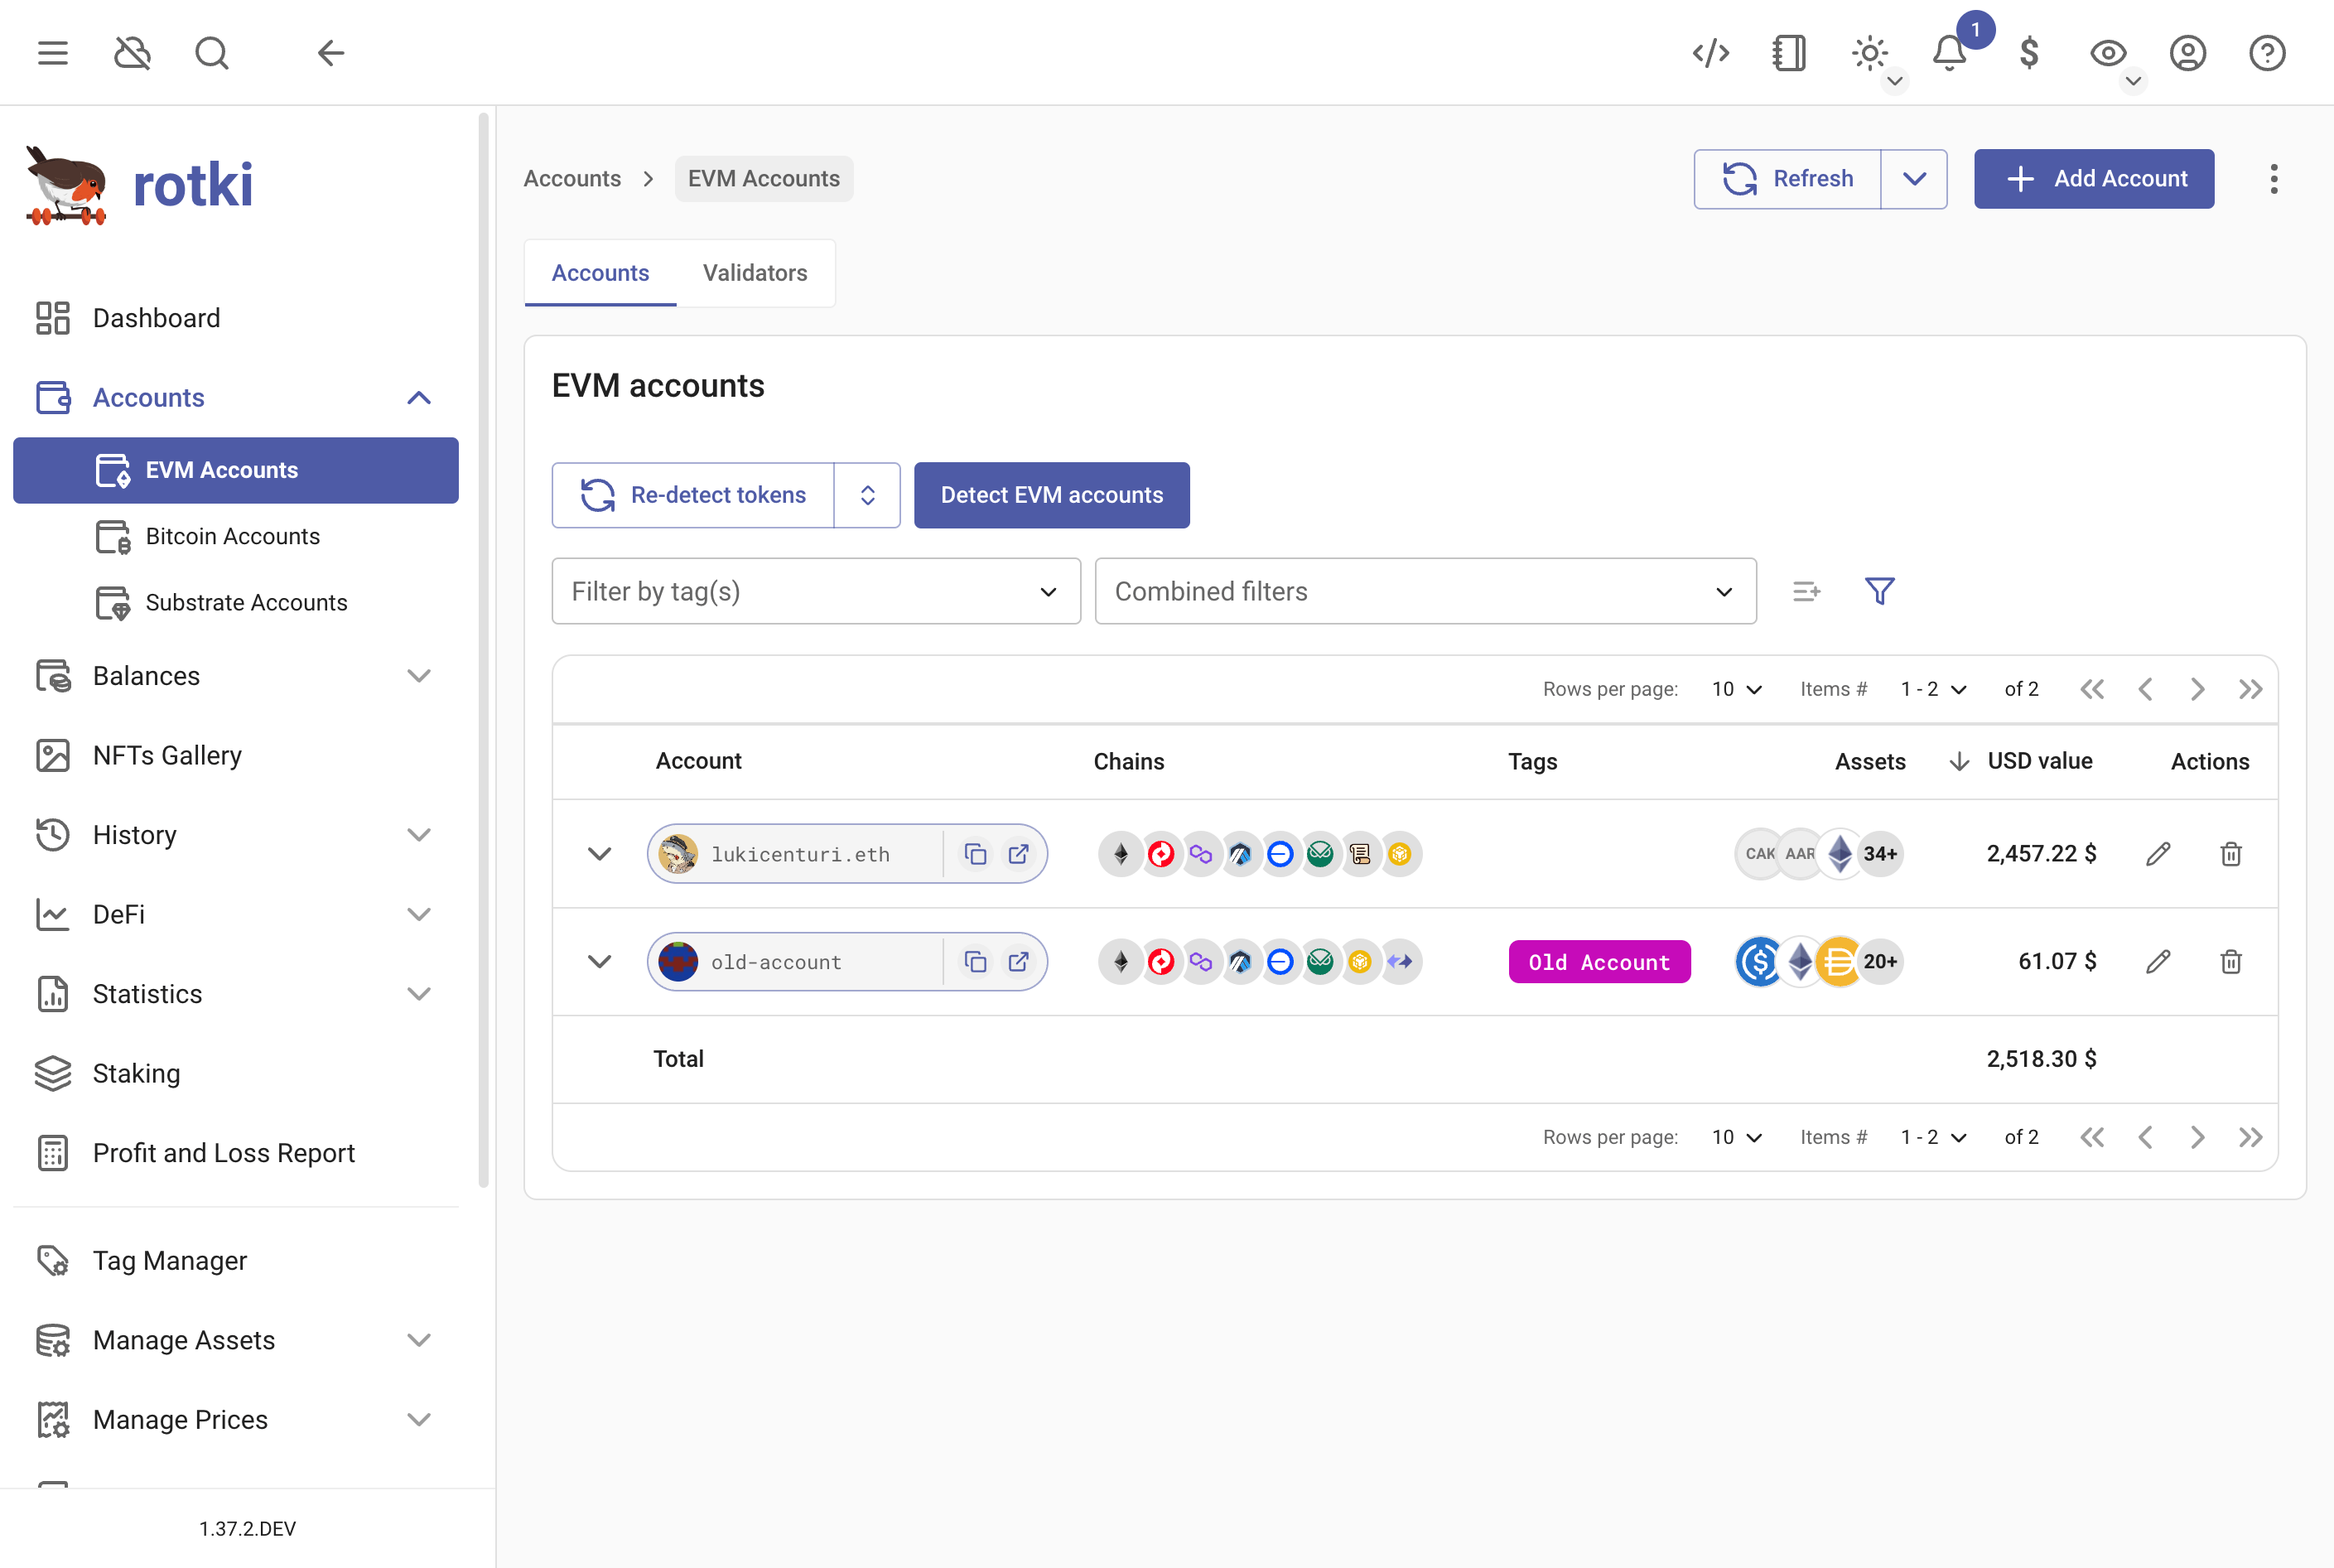 1
rotki
Accounts
EVM Accounts
Refresh
Add Account
Accounts
Validators
Dashboard
Accounts
EVM Accounts
Bitcoin Accounts
Substrate Accounts
Balances
NFTs Gallery
History
DeFi
Statistics
Staking
Profit and Loss Report
Tag Manager
Manage Assets
Manage Prices
1.37.2.DEV
EVM accounts
Re-detect tokens
Detect EVM accounts
Filter by tag(s)
Combined filters
Rows per page: 10 Items # 1 - 2 of 2
Account Chains Tags Assets USD value Actions
lukicenturi.eth CAK AAR 34+ 2,457.22 $
old-account Old Account 20+ 61.07 $
Total 2,518.30 $
Rows per page: 10 Items # 1 - 2 of 2